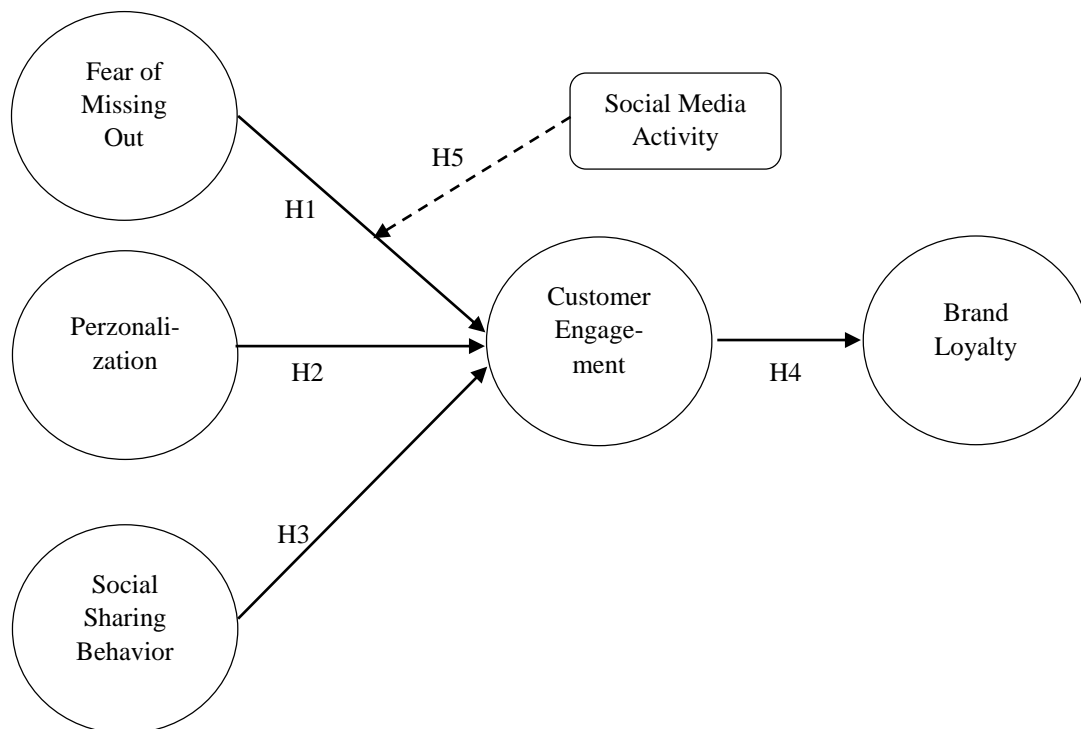 Fear of
Missing
Out
Social Media
Activity
H5
H1
Perzonali-
zation
H2
Customer
Engage-
ment
H4
Brand
Loyalty
H3
Social
Sharing
Behavior